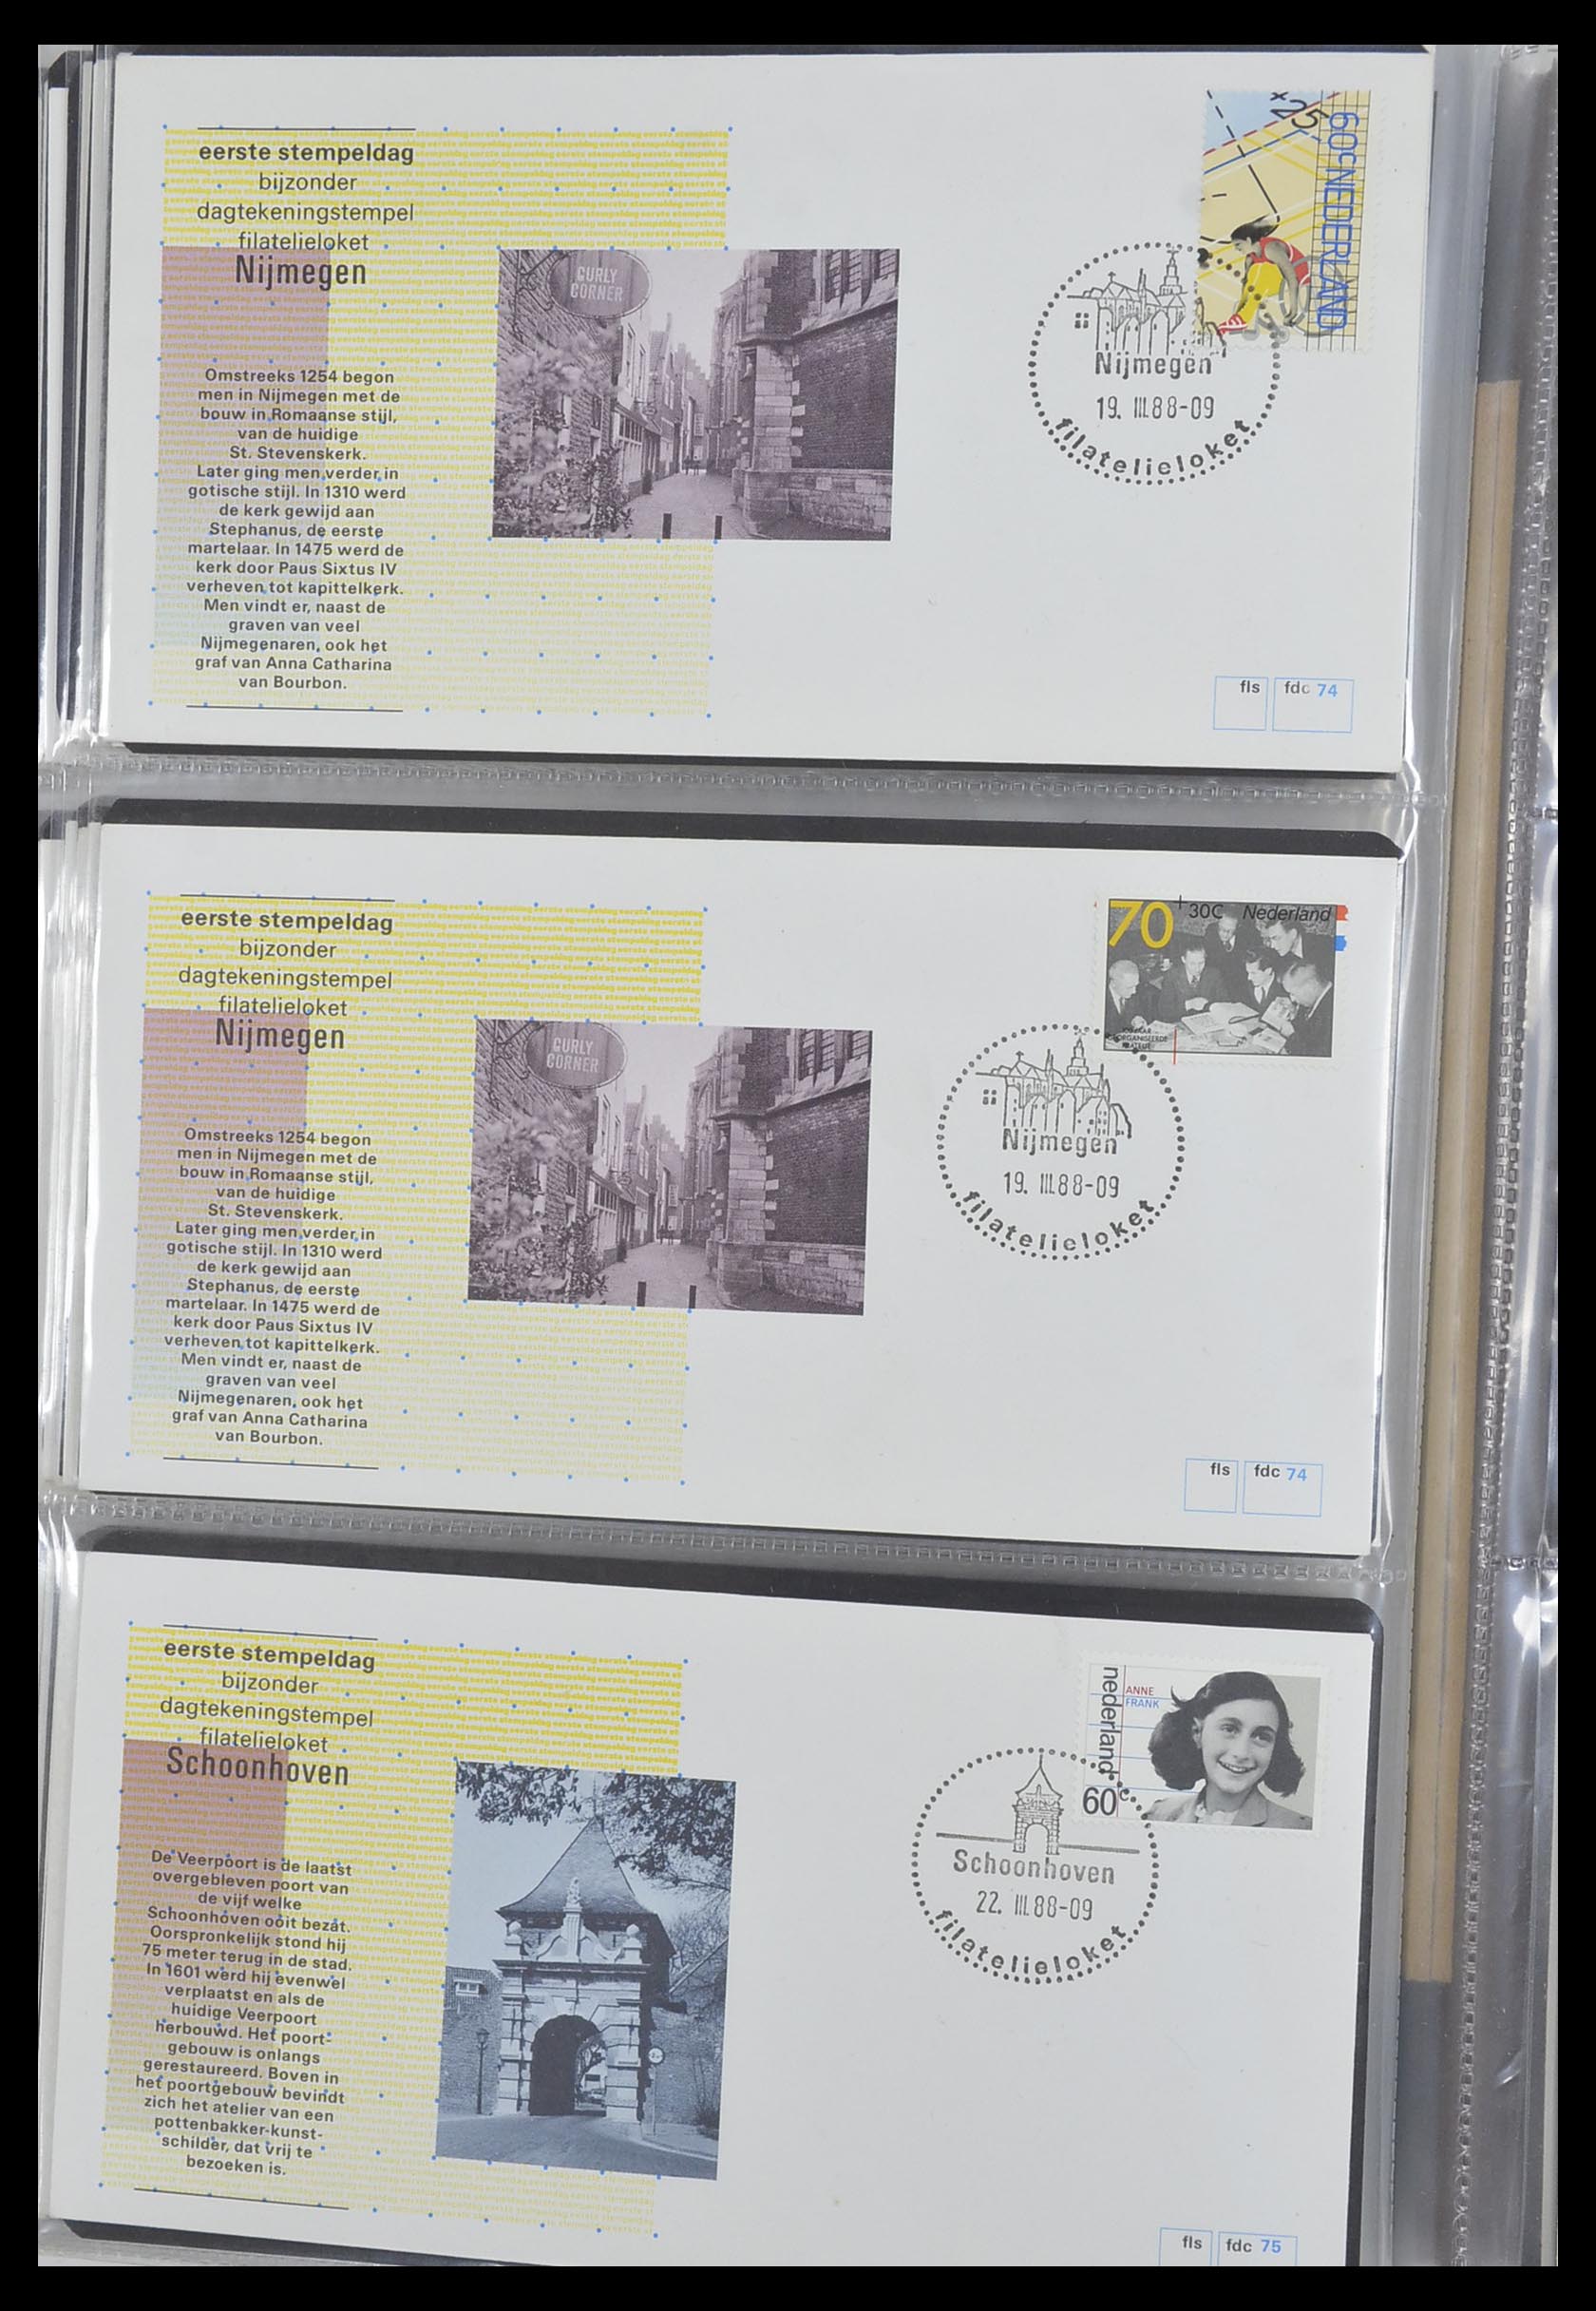 eerste stempeldag
bijzonder
dagtekeningstempel
filatelieloket
Nijmegen
Omstreeks 1254 begon
men in Nijmegen met de
bouw in Romaanse stijl,
van de huidige
St. Stevenskerk.
Later ging men verder in
gotische stijl. In 1310 werd
de kerk gewijd aan
Stephanus, de eerste
martelaar. In 1475 werd de
kerk door Paus Sixtus IV
verheven tot kapittelkerk.
Men vindt er, naast de
graven van veel
Nijmegenaren, ook het
graf van Anna Catharina
van Bourbon.
CURLY
CORNER
+25
60c NEDERLAND
Nijmegen
19. III.88-09
filatelieloket
fls
fdc 74
eerste stempeldag
bijzonder
dagtekeningstempel
filatelieloket
Nijmegen
Omstreeks 1254 begon
men in Nijmegen met de
bouw in Romaanse stijl,
van de huidige
St. Stevenskerk.
Later ging men verder in
gotische stijl. In 1310 werd
de kerk gewijd aan
Stephanus, de eerste
martelaar. In 1475 werd de
kerk door Paus Sixtus IV
verheven tot kapittelkerk.
Men vindt er, naast de
graven van veel
Nijmegenaren, ook het
graf van Anna Catharina
van Bourbon.
CURLY
CORNER
70 +30c Nederland
Nijmegen
19. III.88-09
filatelieloket
fls
fdc 74
eerste stempeldag
bijzonder
dagtekeningstempel
filatelieloket
Schoonhoven
De Veerpoort is de laatst
overgebleven poort van
de vijf welke
Schoonhoven ooit bezat.
Oorspronkelijk stond hij
75 meter terug in de stad.
In 1601 werd hij evenwel
verplaatst en als de
huidige Veerpoort
herbouwd. Het poort-
gebouw is onlangs
gerestaureerd. Boven in
het poortgebouw bevindt
zich het atelier van een
pottenbakker-kunst-
schilder, dat vrij te
bezoeken is.
nederland
ANNE
FRANK
60c
Schoonhoven
22. III.88-09
filatelieloket
fls
fdc 75